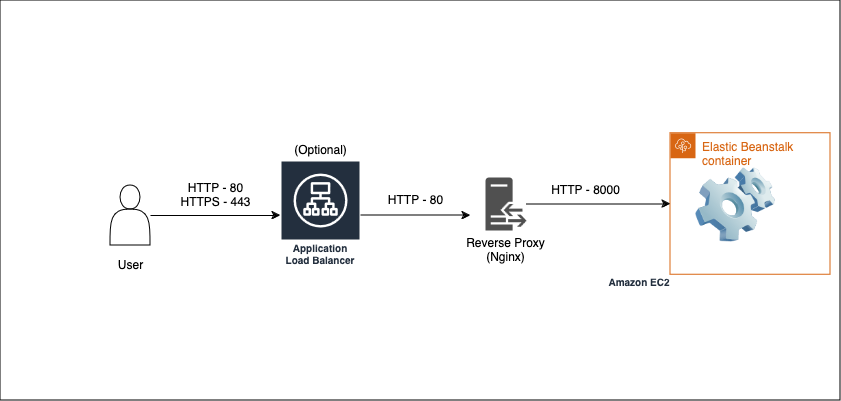 (Optional)
HTTP - 80
HTTPS - 443
HTTP - 80
HTTP - 8000
Elastic Beanstalk
container
User
Application
Load Balancer
Reverse Proxy
(Nginx)
Amazon EC2